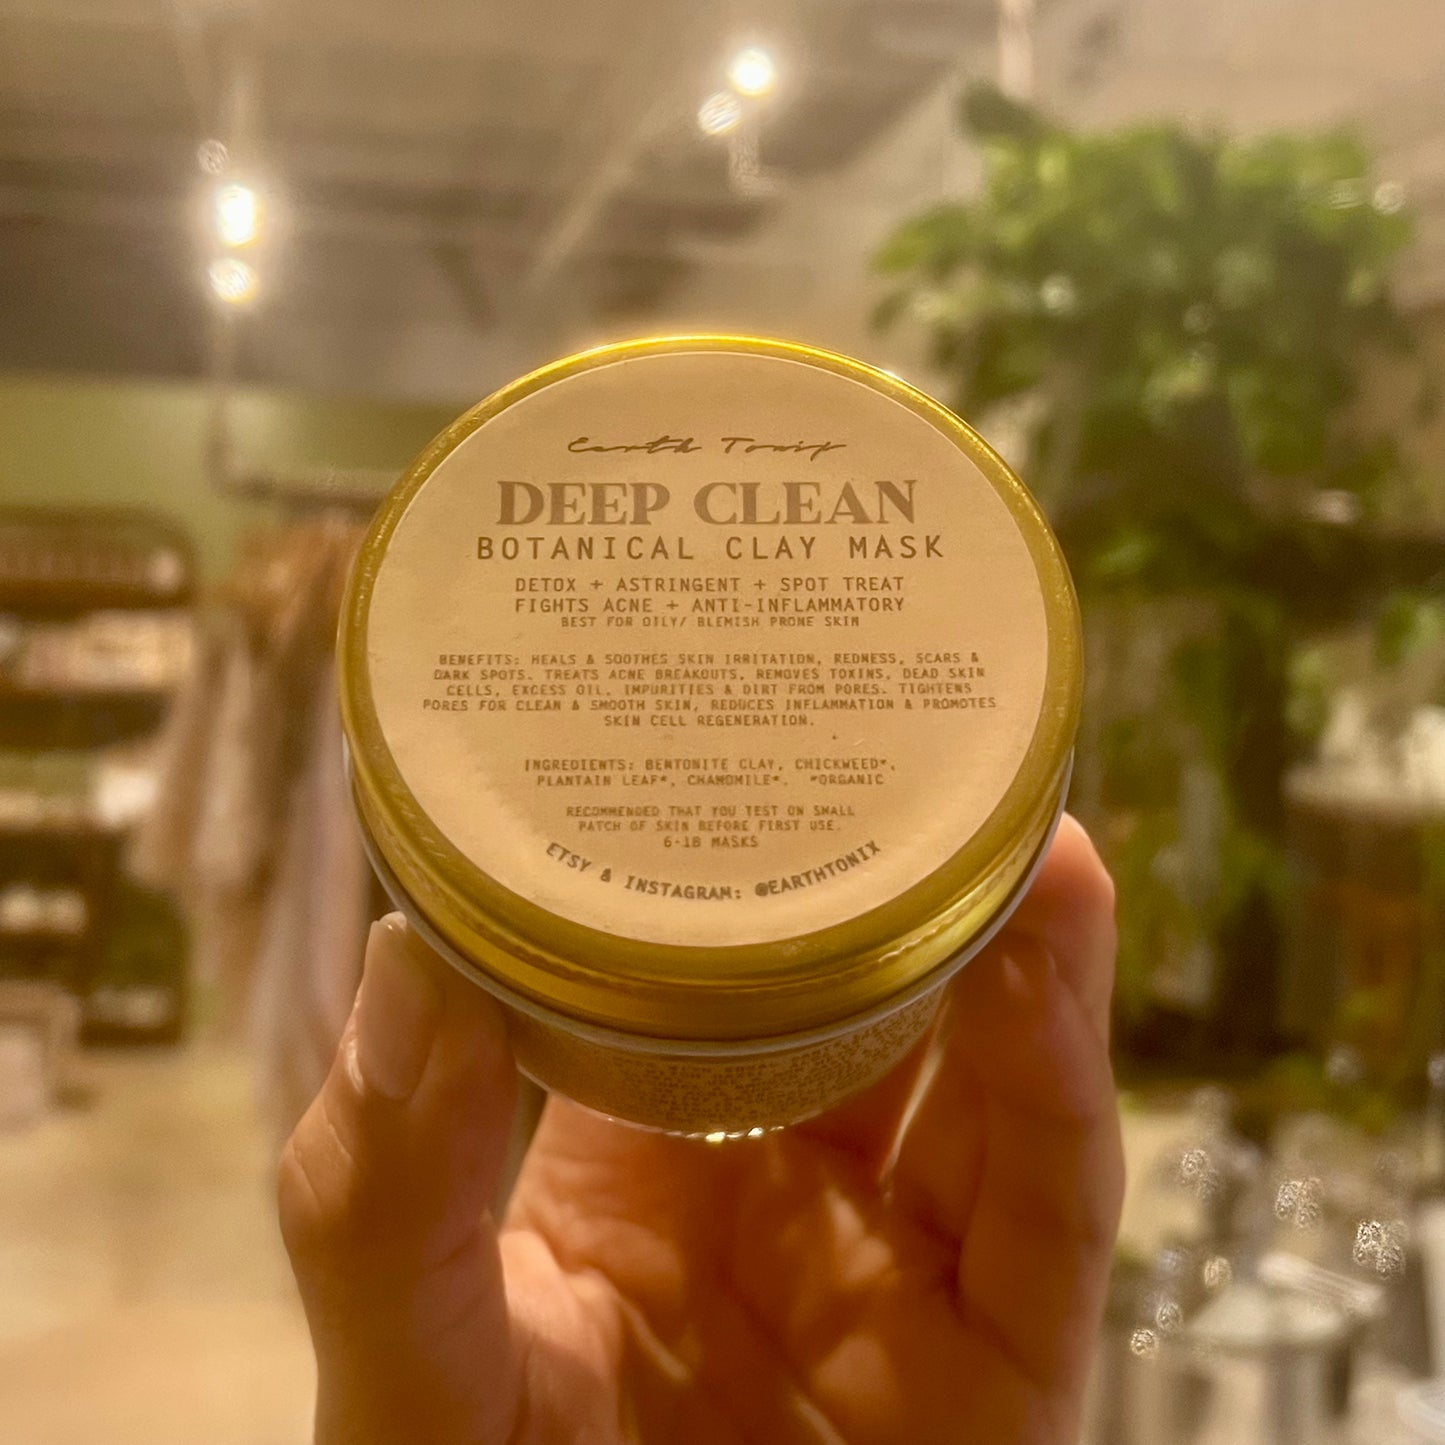 Earth Tonix
DEEP CLEAN
BOTANICAL CLAY MASK
DETOX + ASTRINGENT + SPOT TREAT
FIGHTS ACNE + ANTI-INFLAMMATORY
BEST FOR OILY/ BLEMISH PRONE SKIN
BENEFITS: HEALS & SOOTHES SKIN IRRITATION, REDNESS, SCARS &
DARK SPOTS. TREATS ACNE BREAKOUTS, REMOVES TOXINS, DEAD SKIN
CELLS, EXCESS OIL, IMPURITIES & DIRT FROM PORES. TIGHTENS
PORES FOR CLEAN & SMOOTH SKIN, REDUCES INFLAMMATION & PROMOTES
SKIN CELL REGENERATION.
INGREDIENTS: BENTONITE CLAY, CHICKWEED*,
PLANTAIN LEAF*, CHAMOMILE*. *ORGANIC
RECOMMENDED THAT YOU TEST ON SMALL
PATCH OF SKIN BEFORE FIRST USE.
6-18 MASKS
ETSY & INSTAGRAM: @EARTHTONIX